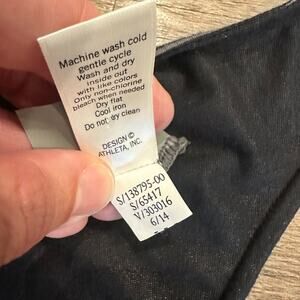 Machine wash cold
gentle cycle
Wash and dry
inside out
with like colors
Only non-chlorine
bleach when needed
Dry flat
Cool iron
Do not dry clean
DESIGN ©
ATHLETA, INC.
S/138795-00
S/65417
V/303016
6/14